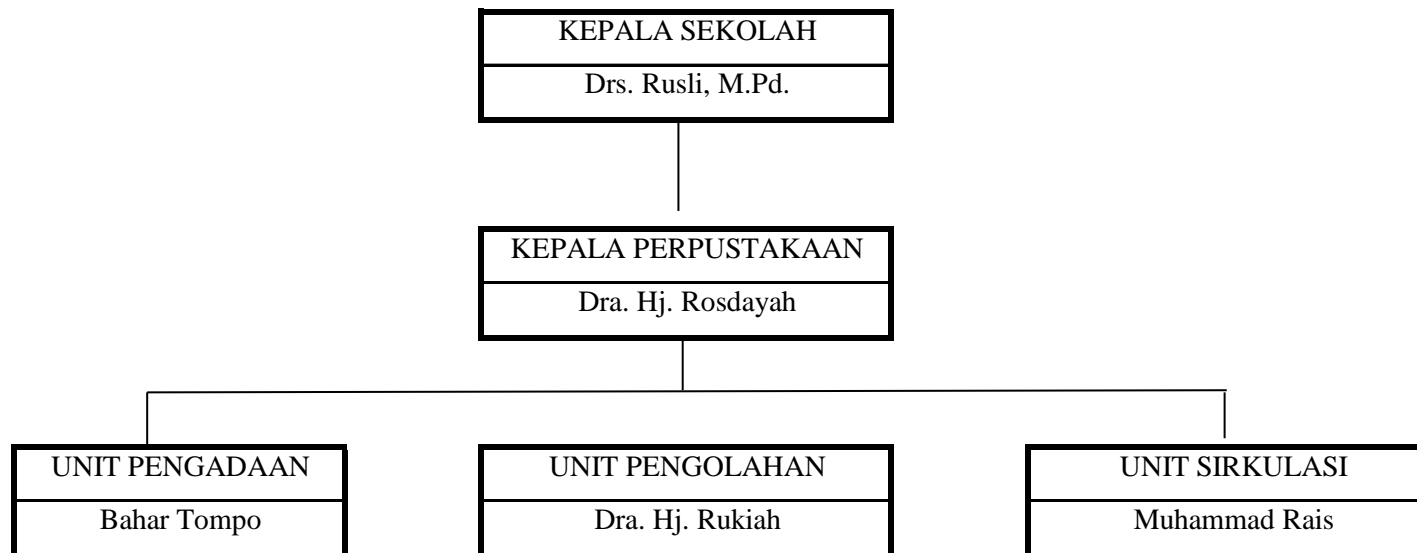 KEPALA SEKOLAH
Drs. Rusli, M.Pd.
KEPALA PERPUSTAKAAN
Dra. Hj. Rosdayah
UNIT PENGADAAN
Bahar Tompo
UNIT PENGOLAHAN
Dra. Hj. Rukiah
UNIT SIRKULASI
Muhammad Rais